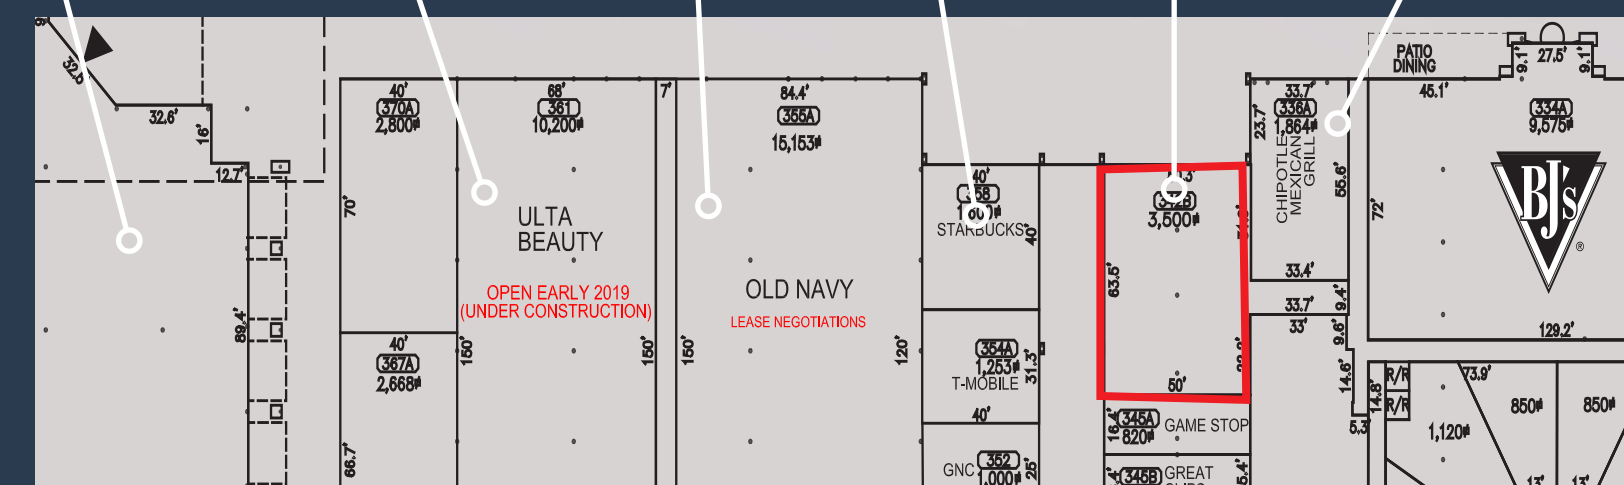 32.6'
16'
12.7'
89.4'
40'
370A
2,800#
70'
40'
367A
2,668#
66.7'
68'
361
10,200#
ULTA
BEAUTY
OPEN EARLY 2019
(UNDER CONSTRUCTION)
150'
150'
7'
150'
84.4'
355A
15,153#
OLD NAVY
LEASE NEGOTIATIONS
120'
40'
STARBUCKS
40'
354A
1,253#
T-MOBILE
31.3'
40'
GNC
352
25'
342B
3,500#
63.5'
50'
345A
820#
16.4'
GAME STOP
345B
GREAT
33.7'
336A
1,864#
23.7'
CHIPOTLE
MEXICAN
GRILL
55.6'
33.4'
33.7'
9.4'
33'
9.6'
14.6'
5.3'
14.8'
PATIO
DINING
45.1'
9.1'
27.5'
9.1'
334A
9,575#
BJ's
®
72'
129.2'
R/R
R/R
73.9'
1,120#
850#
850#
13'
13'